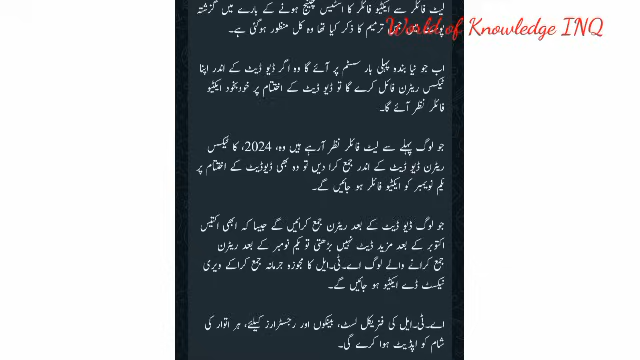 لیٹ فائلر سے ایکٹیو فائلر کا اسٹیٹس چینج ہونے کے بارے میں گزشتہ
پوسٹ میں جس ترمیم کا ذکر کیا تھا وہ کل منظور ہوگئی ہے۔
World of Knowledge INQ
اب جو نیا بندہ پہلی بار سسٹم پر آئے گا وہ اگر ڈیو ڈیٹ کے اندر اپنا
ٹیکس ریٹرن فائل کرے گا تو ڈیو ڈیٹ کے اختتام پر خودبخود ایکٹیو
فائلر نظر آئے گا۔
جو لوگ پہلے سے لیٹ فائلر نظر آرہے ہیں وہ، 2024، کا ٹیکس
ریٹرن ڈیو ڈیٹ کے اندر جمع کرا دیں تو وہ بھی ڈیوڈیٹ کے اختتام پر
یکم نومبر کو ایکٹیو فائلر ہو جائیں گے۔
جو لوگ ڈیو ڈیٹ کے بعد ریٹرن جمع کرائیں گے جیسا کہ ابھی اکتیس
اکتوبر کے بعد مزید ڈیٹ نہیں بڑھتی تو یکم نومبر کے بعد ریٹرن
جمع کرانے والے لوگ اے۔ٹی۔ایل کا مجوزہ جرمانہ جمع کراکے ویری
نیکسٹ ڈے ایکٹیو ہو جائیں گے۔
اے۔ٹی۔ایل کی فزیکل لسٹ، بینکوں اور رجسٹرارز کیلئے، ہر اتوار کی
شام کو اپڈیٹ ہوا کرے گی۔